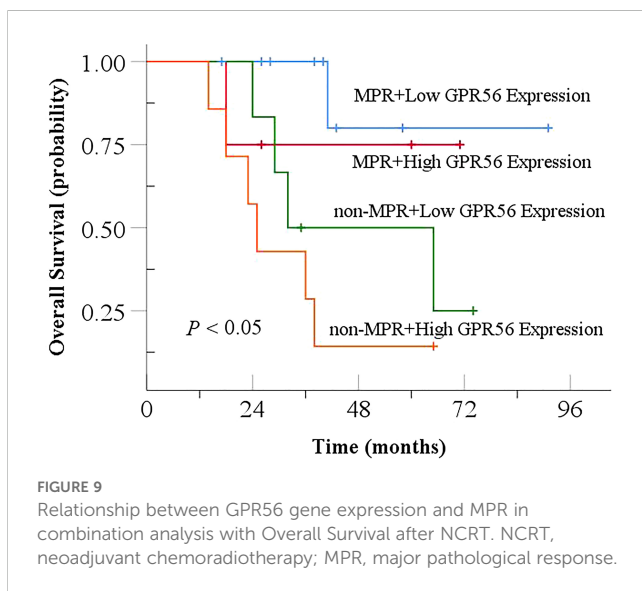 1.00
0.75
0.50
0.25
Overall Survival (probability)
MPR+Low GPR56 Expression
MPR+High GPR56 Expression
non-MPR+Low GPR56 Expression
non-MPR+High GPR56 Expression
P < 0.05
0 24 48 72 96
Time (months)
FIGURE 9
Relationship between GPR56 gene expression and MPR in
combination analysis with Overall Survival after NCRT. NCRT,
neoadjuvant chemoradiotherapy; MPR, major pathological response.